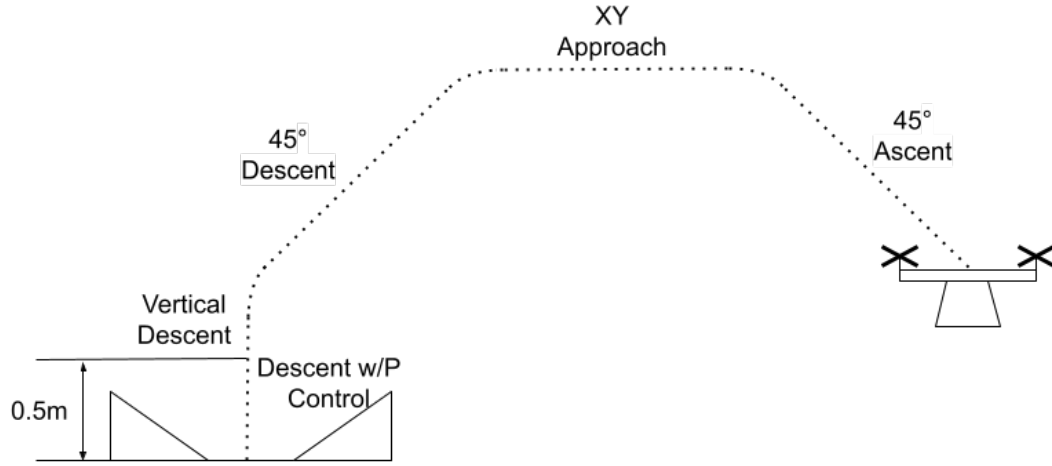 XY
Approach
45°
Descent
45°
Ascent
Vertical
Descent
Descent w/P
Control
0.5m